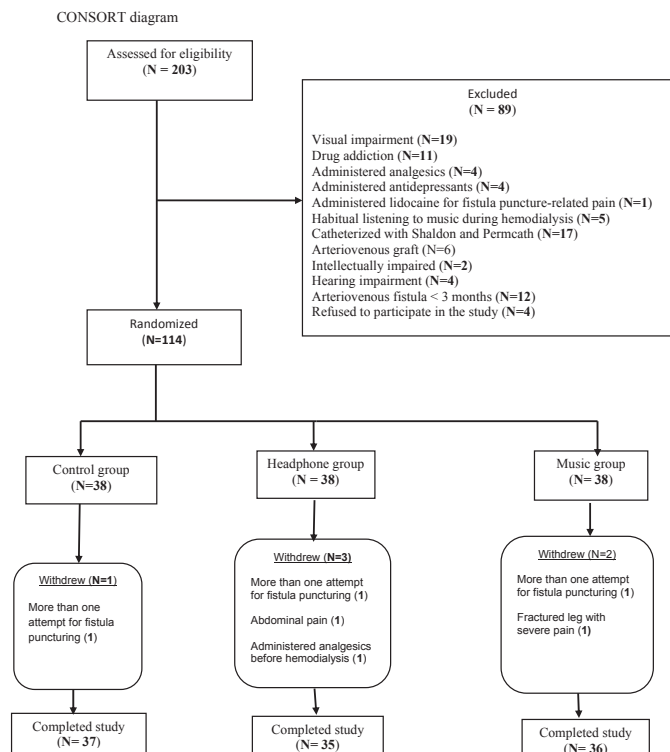 CONSORT diagram
Assessed for eligibility
(N = 203)
Excluded
(N = 89)
Visual impairment (N=19)
Drug addiction (N=11)
Administered analgesics (N=4)
Administered antidepressants (N=4)
Administered lidocaine for fistula puncture-related pain (N=1)
Habitual listening to music during hemodialysis (N=5)
Catheterized with Shaldon and Permcath (N=17)
Arteriovenous graft (N=6)
Intellectually impaired (N=2)
Hearing impairment (N=4)
Arteriovenous fistula < 3 months (N=12)
Refused to participate in the study (N=4)
Randomized
(N=114)
Control group
(N=38)
Headphone group
(N = 38)
Music group
(N= 38)
Withdrew (N=1)
More than one
attempt for fistula
puncturing (1)
Withdrew (N=3)
More than one attempt
for fistula puncturing (1)
Abdominal pain (1)
Administered analgesics
before hemodialysis (1)
Withdrew (N=2)
More than one attempt
for fistula puncturing (1)
Fractured leg with
severe pain (1)
Completed study
(N= 37)
Completed study
(N= 35)
Completed study
(N= 36)